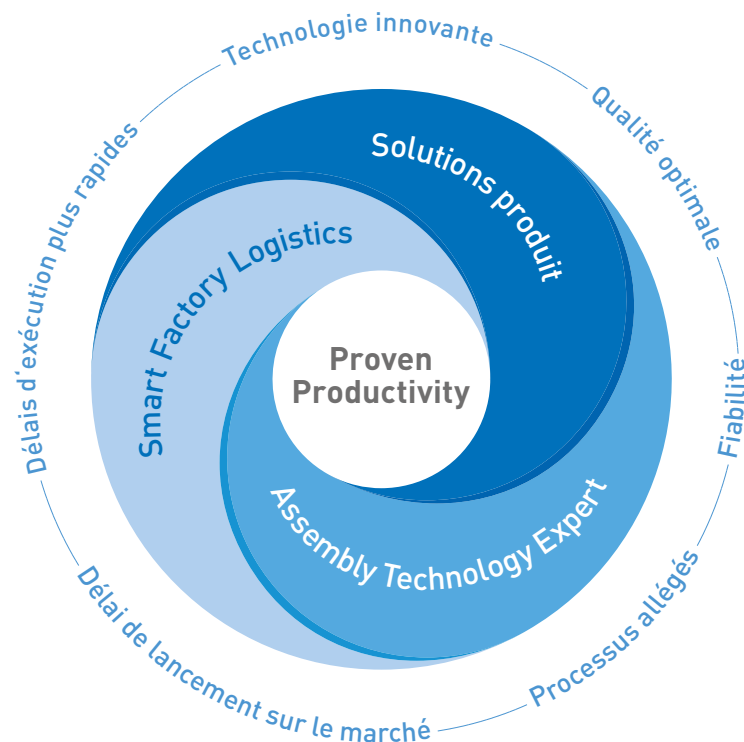 Technologie innovante
Qualité optimale
Fiabilité
Processus allégés
Délai de lancement sur le marché
Délais d'exécution plus rapides
Solutions produit
Smart Factory Logistics
Assembly Technology Expert
Proven
Productivity